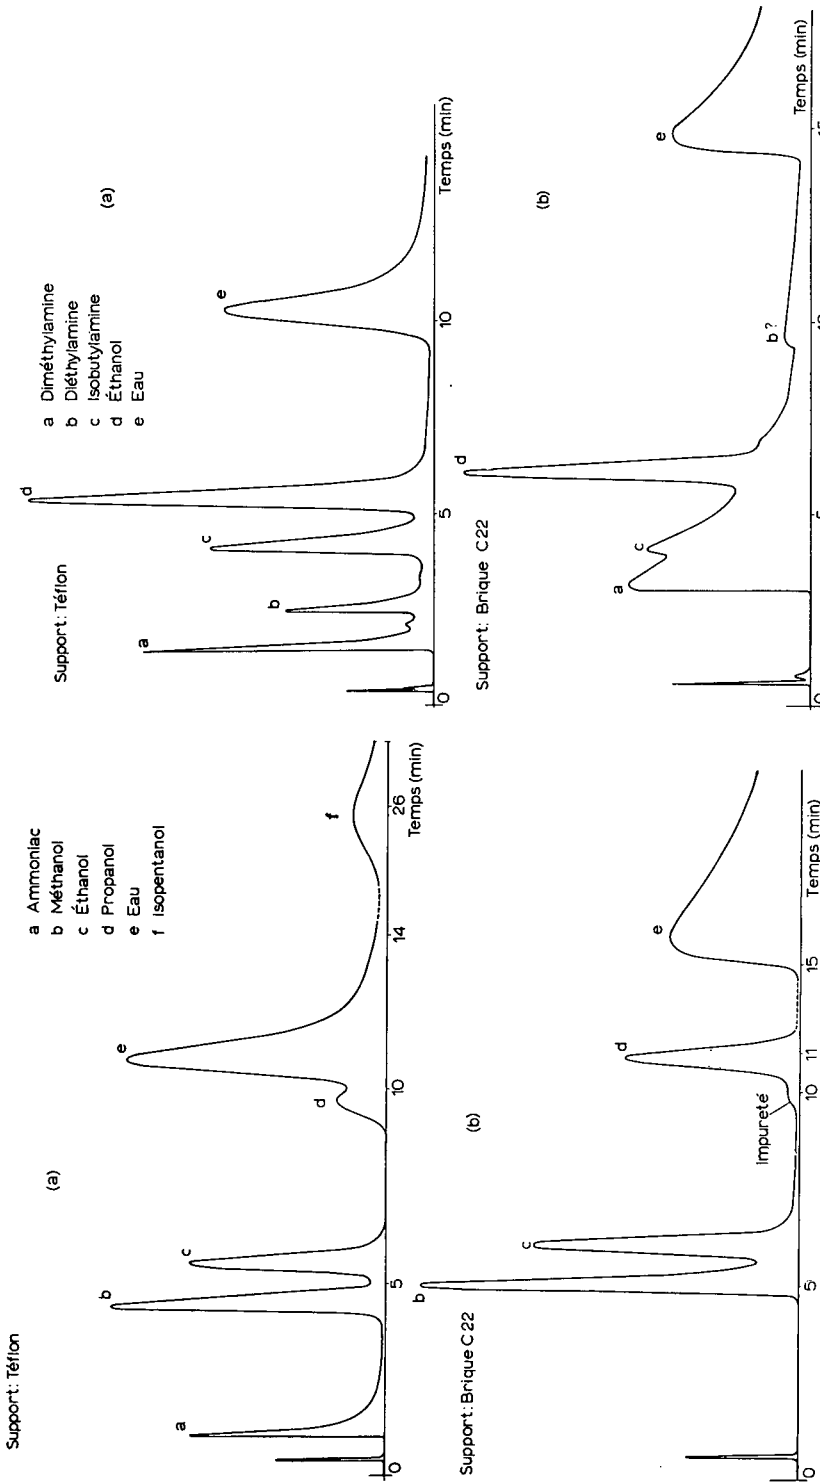 Support: Téflon
(a)
a Ammoniac
b Méthanol
c Éthanol
d Propanol
e Eau
f Isopentanol
a
b
c
d
e
f
0 5 10 14 26
Temps (min)
Support: Brique C22
(b)
b
c
Impureté
d
e
0 5 10 11 15 Temps (min)
Support: Téflon
a Diméthylamine
b Diéthylamine
c Isobutylamine
d Éthanol
e Eau
(a)
a
b
c
d
e
0 5 10 Temps (min)
Support: Brique C22
(b)
a
c
d
b?
e
0 5 10 15
Temps (min)